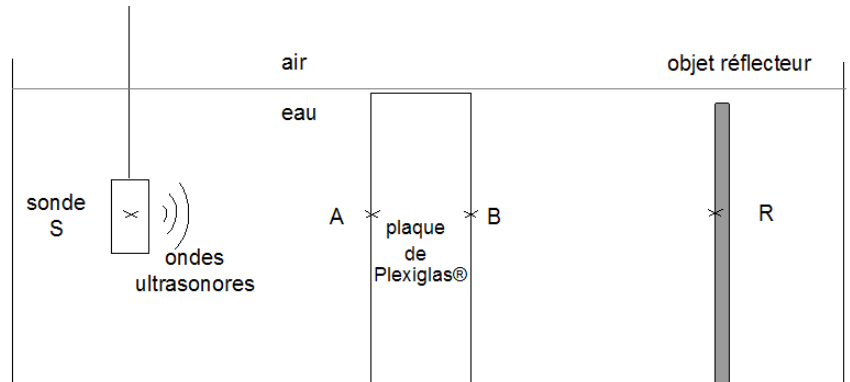 air
objet réflecteur
eau
sonde
S
A
B
R
plaque
de
Plexiglas®
ondes
ultrasonores